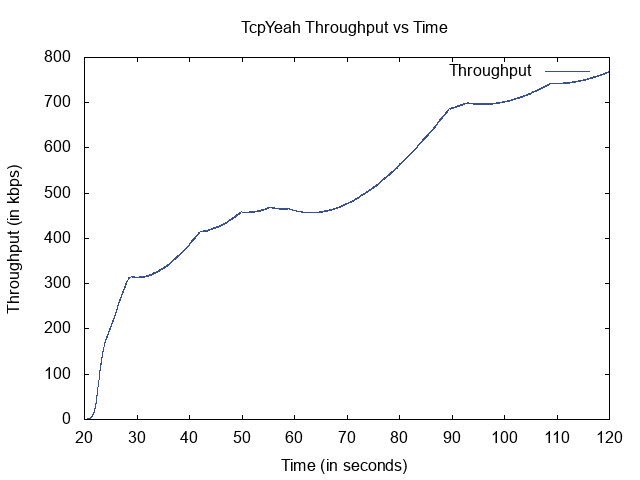 TcpYeah Throughput vs Time
Throughput
Throughput (in kbps)
800
700
600
500
400
300
200
100
0
20 30 40 50 60 70 80 90 100 110 120
Time (in seconds)